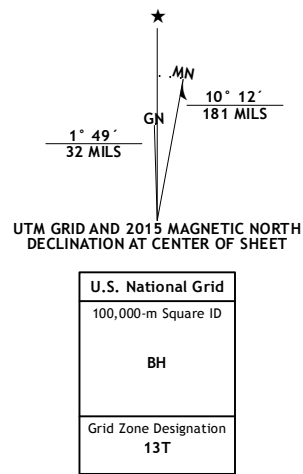 ★
MN
GN
10° 12´
181 MILS
1° 49´
32 MILS
UTM GRID AND 2015 MAGNETIC NORTH
DECLINATION AT CENTER OF SHEET
U.S. National Grid
100,000-m Square ID
BH
Grid Zone Designation
13T